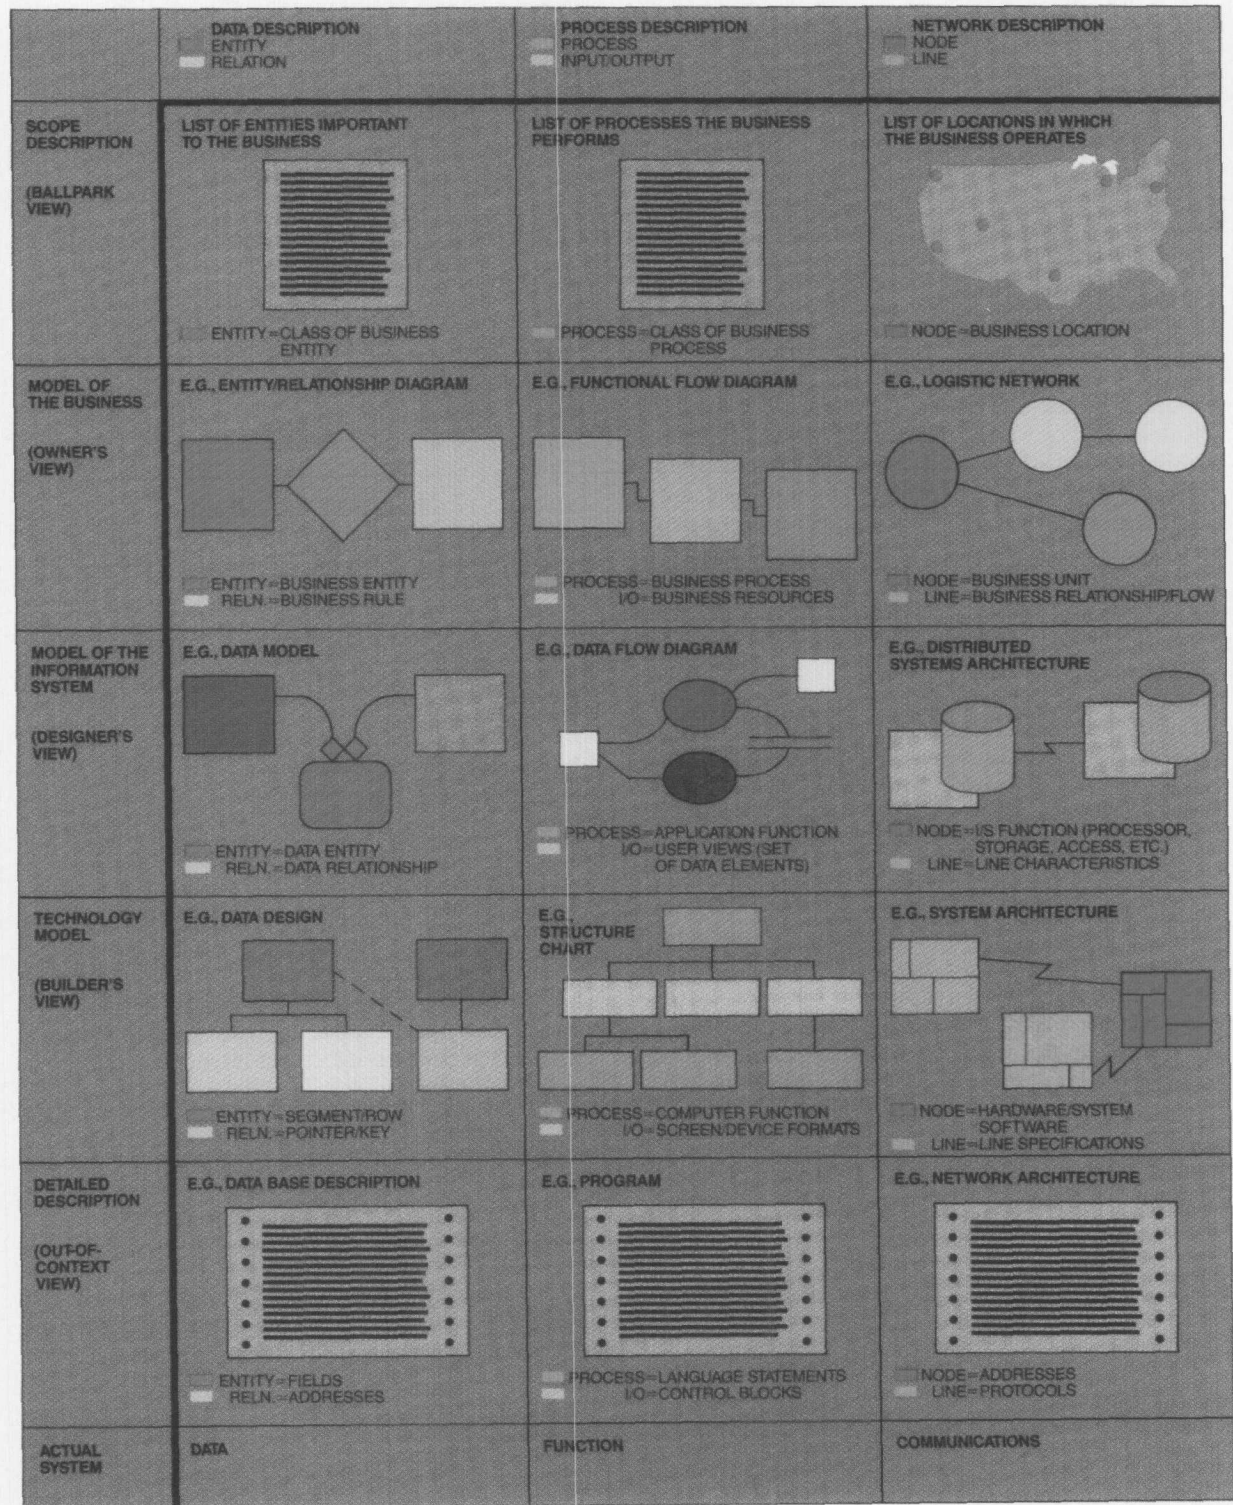 DATA DESCRIPTION
ENTITY
RELATION
PROCESS DESCRIPTION
PROCESS
INPUT/OUTPUT
NETWORK DESCRIPTION
NODE
LINE
SCOPE
DESCRIPTION
(BALLPARK
VIEW)
LIST OF ENTITIES IMPORTANT
TO THE BUSINESS
ENTITY=CLASS OF BUSINESS
ENTITY
LIST OF PROCESSES THE BUSINESS
PERFORMS
PROCESS=CLASS OF BUSINESS
PROCESS
LIST OF LOCATIONS IN WHICH
THE BUSINESS OPERATES
NODE=BUSINESS LOCATION
MODEL OF
THE BUSINESS
(OWNER'S
VIEW)
E.G., ENTITY/RELATIONSHIP DIAGRAM
ENTITY=BUSINESS ENTITY
RELN.=BUSINESS RULE
E.G., FUNCTIONAL FLOW DIAGRAM
PROCESS=BUSINESS PROCESS
I/O=BUSINESS RESOURCES
E.G., LOGISTIC NETWORK
NODE=BUSINESS UNIT
LINE=BUSINESS RELATIONSHIP/FLOW
MODEL OF THE
INFORMATION
SYSTEM
(DESIGNER'S
VIEW)
E.G., DATA MODEL
ENTITY=DATA ENTITY
RELN.=DATA RELATIONSHIP
E.G., DATA FLOW DIAGRAM
PROCESS=APPLICATION FUNCTION
I/O=USER VIEWS (SET
OF DATA ELEMENTS)
E.G., DISTRIBUTED
SYSTEMS ARCHITECTURE
NODE=I/S FUNCTION (PROCESSOR,
STORAGE, ACCESS, ETC.)
LINE=LINE CHARACTERISTICS
TECHNOLOGY
MODEL
(BUILDER'S
VIEW)
E.G., DATA DESIGN
ENTITY=SEGMENT/ROW
RELN.=POINTER/KEY
E.G.,
STRUCTURE
CHART
PROCESS=COMPUTER FUNCTION
I/O=SCREEN/DEVICE FORMATS
E.G., SYSTEM ARCHITECTURE
NODE=HARDWARE/SYSTEM
SOFTWARE
LINE=LINE SPECIFICATIONS
DETAILED
DESCRIPTION
(OUT-OF-
CONTEXT
VIEW)
E.G., DATA BASE DESCRIPTION
ENTITY=FIELDS
RELN.=ADDRESSES
E.G., PROGRAM
PROCESS=LANGUAGE STATEMENTS
I/O=CONTROL BLOCKS
E.G., NETWORK ARCHITECTURE
NODE=ADDRESSES
LINE=PROTOCOLS
ACTUAL
SYSTEM
DATA
FUNCTION
COMMUNICATIONS